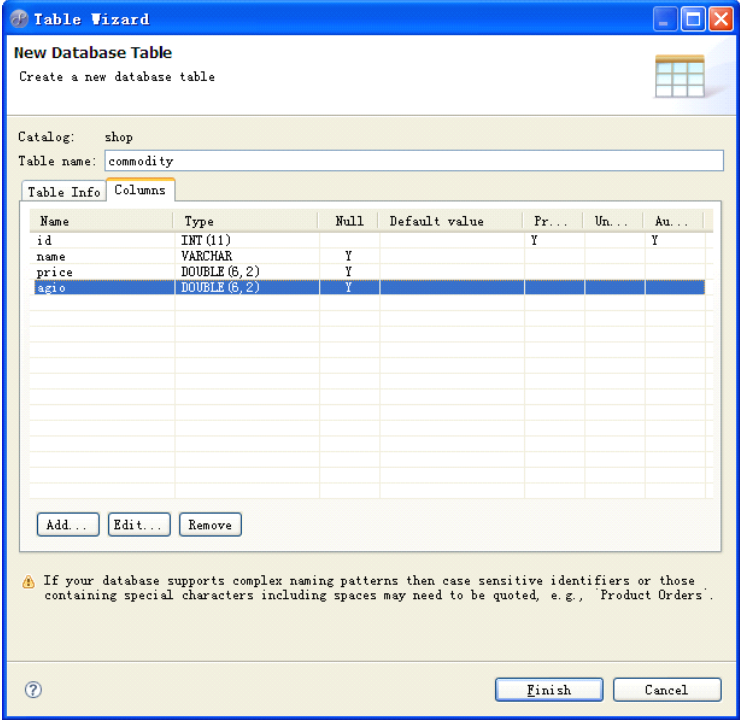 Table Wizard
New Database Table
Create a new database table
Catalog: shop
Table name: commodity
Table Info Columns
Name Type Null Default value Pr... Un... Au...
id INT(11) Y Y
name VARCHAR Y
price DOUBLE(6,2) Y
agio DOUBLE(6,2) Y
Add... Edit... Remove
If your database supports complex naming patterns then case sensitive identifiers or those
containing special characters including spaces may need to be quoted, e.g., `Product Orders`.
Finish Cancel